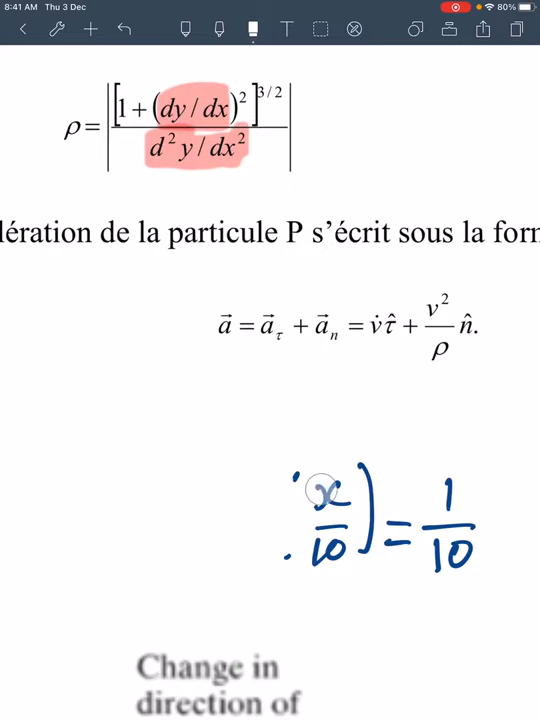 8:41 AM Thu 3 Dec 80%
ρ = |[1 + (dy / dx)²]^{3/2} / d²y / dx²|
lération de la particule P s'écrit sous la form
a⃗ = a⃗_τ + a⃗_n = v̇τ̂ + v²/ρ n̂.
x/10) = 1/10
Change in
direction of